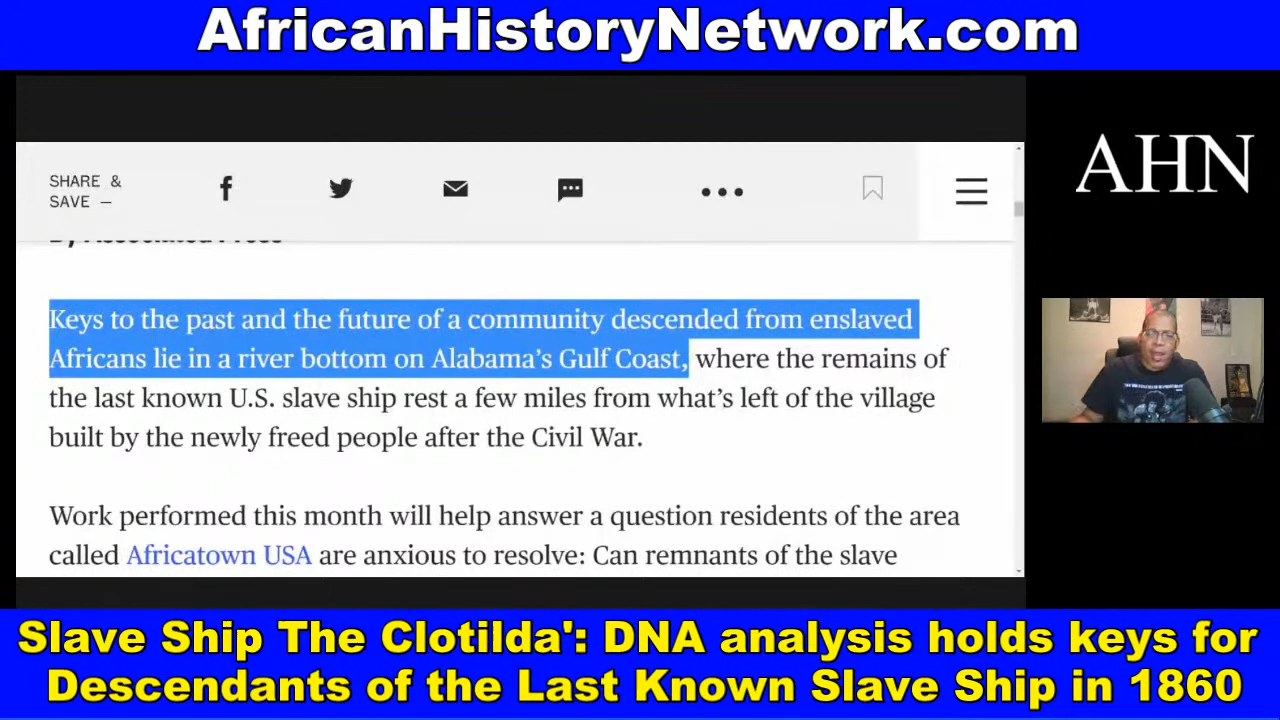 AfricanHistoryNetwork.com
AHN
SHARE &
SAVE —
By Associated Press
Keys to the past and the future of a community descended from enslaved
Africans lie in a river bottom on Alabama’s Gulf Coast, where the remains of
the last known U.S. slave ship rest a few miles from what’s left of the village
built by the newly freed people after the Civil War.
Work performed this month will help answer a question residents of the area
called Africatown USA are anxious to resolve: Can remnants of the slave
Slave Ship The Clotilda': DNA analysis holds keys for
Descendants of the Last Known Slave Ship in 1860